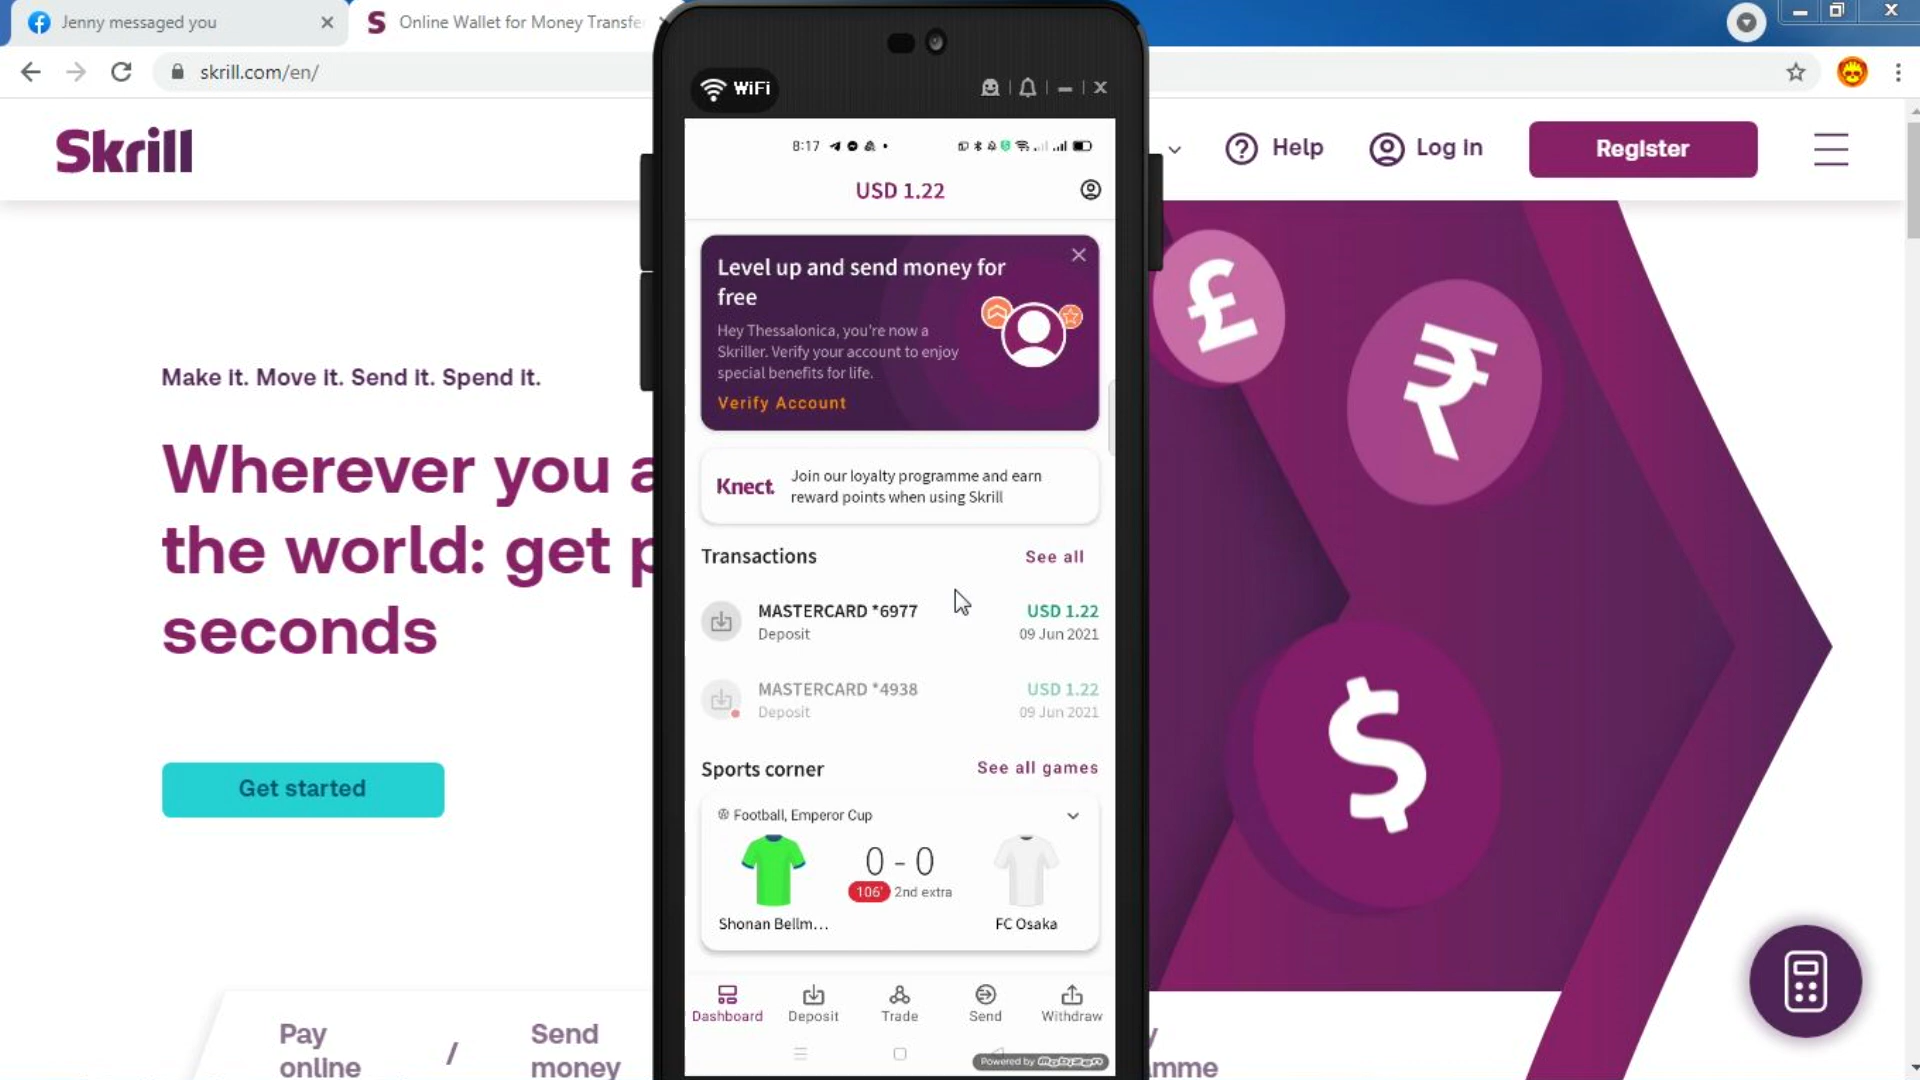 Jenny messaged you
Online Wallet for Money Transfe
skrill.com/en/
Skrill
Help
Log in
Register
Make it. Move it. Send it. Spend it.
Wherever you a
the world: get p
seconds
Get started
Pay
online
/
Send
money
y
mme
£
₹
$
WiFi
8:17
USD 1.22
Level up and send money for
free
Hey Thessalonica, you're now a
Skriller. Verify your account to enjoy
special benefits for life.
Verify Account
Knect.
Join our loyalty programme and earn
reward points when using Skrill
Transactions
See all
MASTERCARD *6977
USD 1.22
Deposit
09 Jun 2021
MASTERCARD *4938
USD 1.22
Deposit
09 Jun 2021
Sports corner
See all games
Football, Emperor Cup
0 - 0
106' 2nd extra
Shonan Bellm...
FC Osaka
Dashboard
Deposit
Trade
Send
Withdraw
Powered by mobizen